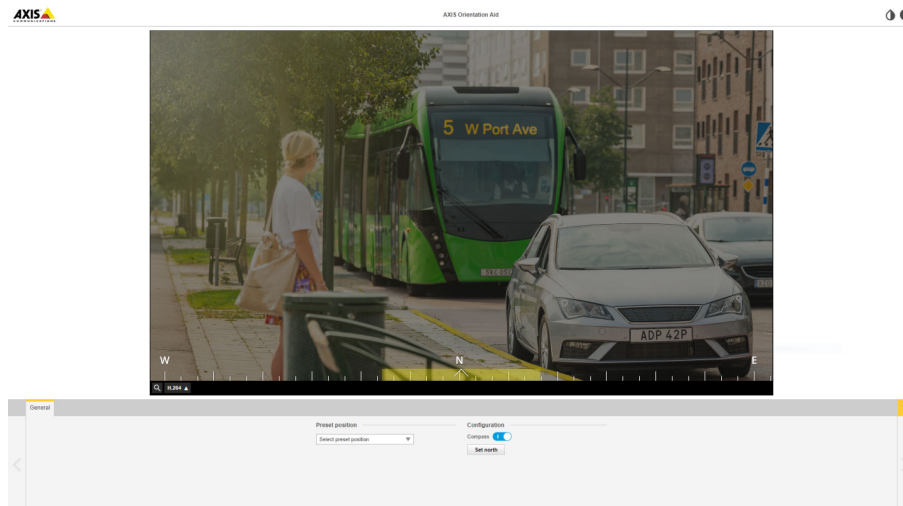 AXIS
COMMUNICATIONS
AXIS Orientation Aid
5 W Port Ave
ADP 42P
W N E
H.264
General
Preset position
Select preset position
Configuration
Compass
Set north